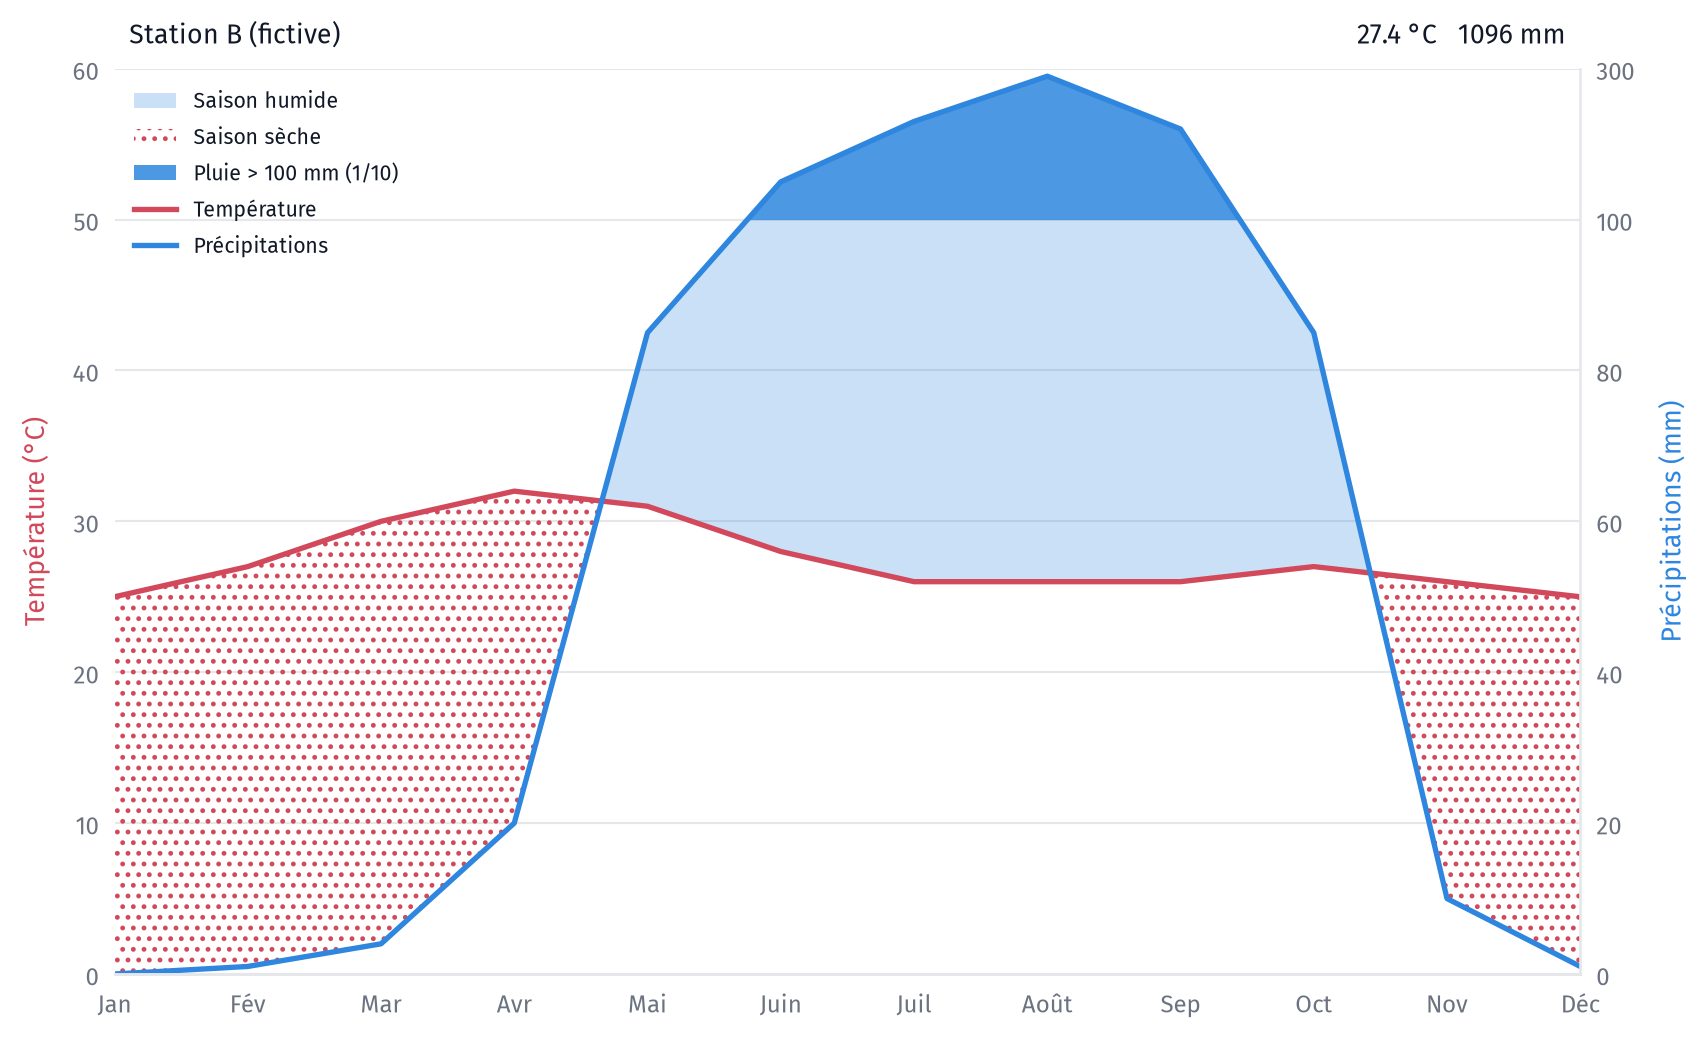 Station B (fictive)
27.4 °C 1096 mm
Saison humide
Saison sèche
Pluie > 100 mm (1/10)
Température
Précipitations
60
50
40
30
20
10
0
Température (°C)
300
100
80
60
40
20
0
Précipitations (mm)
Jan Fév Mar Avr Mai Juin Juil Août Sep Oct Nov Déc